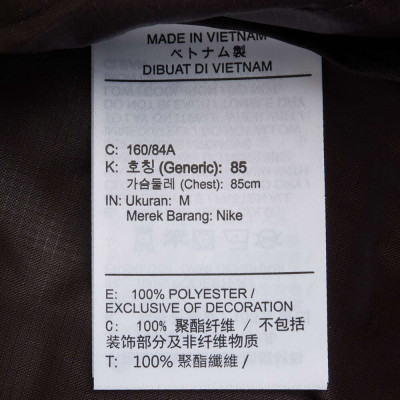 MADE IN VIETNAM
ベトナム製
DIBUAT DI VIETNAM
C: 160/84A
K: 호칭 (Generic): 85
가슴둘레 (Chest): 85cm
IN: Ukuran: M
Merek Barang: Nike
E: 100% POLYESTER /
EXCLUSIVE OF DECORATION
C: 100% 聚酯纤维 / 不包括
装饰部分及非纤维物质
T: 100% 聚酯纖維 /